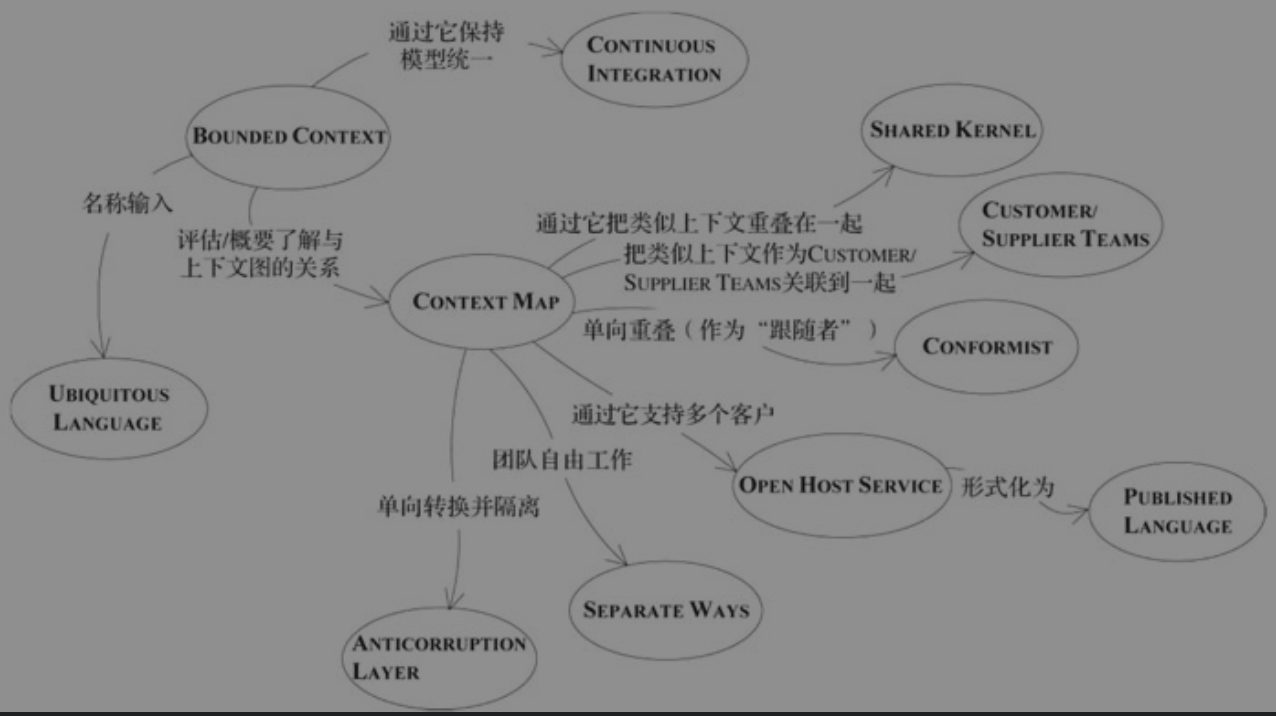 通过它保持
模型统一
CONTINUOUS
INTEGRATION
BOUNDED CONTEXT
SHARED KERNEL
名称输入
评估/概要了解与
上下文图的关系
通过它把类似上下文重叠在一起
CUSTOMER/
SUPPLIER TEAMS
把类似上下文作为CUSTOMER/
SUPPLIER TEAMS关联到一起
CONTEXT MAP
单向重叠（作为“跟随者”）
CONFORMIST
UBIQUITOUS
LANGUAGE
通过它支持多个客户
团队自由工作
OPEN HOST SERVICE
形式化为
PUBLISHED
LANGUAGE
单向转换并隔离
SEPARATE WAYS
ANTICORRUPTION
LAYER